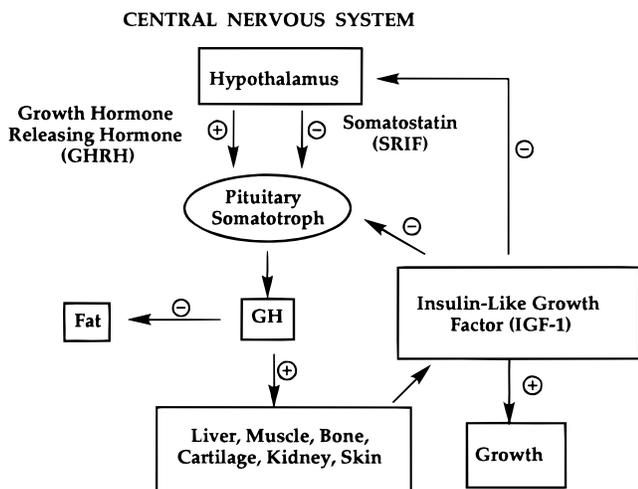 CENTRAL NERVOUS SYSTEM
Hypothalamus
Growth Hormone
Releasing Hormone
(GHRH)
+
−
Somatostatin
(SRIF)
−
Pituitary
Somatotroph
−
Fat
−
GH
Insulin-Like Growth
Factor (IGF-1)
+
+
Liver, Muscle, Bone,
Cartilage, Kidney, Skin
Growth